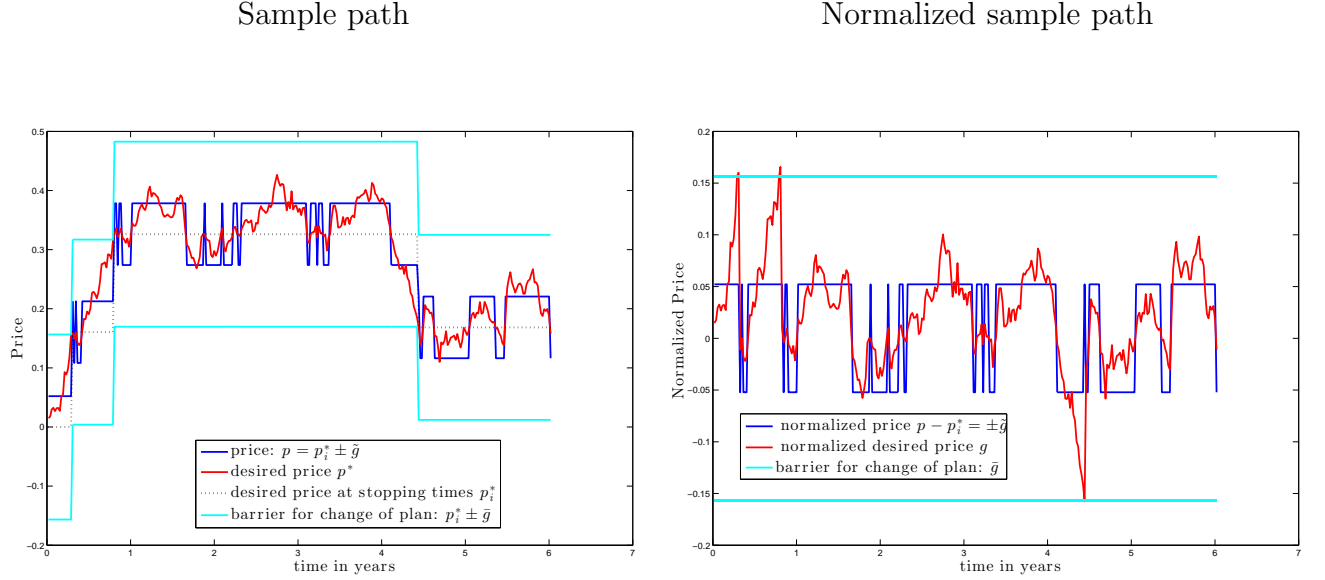 Sample path
0.5
0.4
0.3
0.2
0.1
0
−0.1
−0.2
Price
0 1 2 3 4 5 6 7
time in years
price: p = p*_i ± g̃
desired price p*
desired price at stopping times p*_i
barrier for change of plan: p*_i ± ḡ
Normalized sample path
0.2
0.15
0.1
0.05
0
−0.05
−0.1
−0.15
−0.2
Normalized Price
0 1 2 3 4 5 6 7
time in years
normalized price p − p*_i = ±g̃
normalized desired price g
barrier for change of plan: ḡ